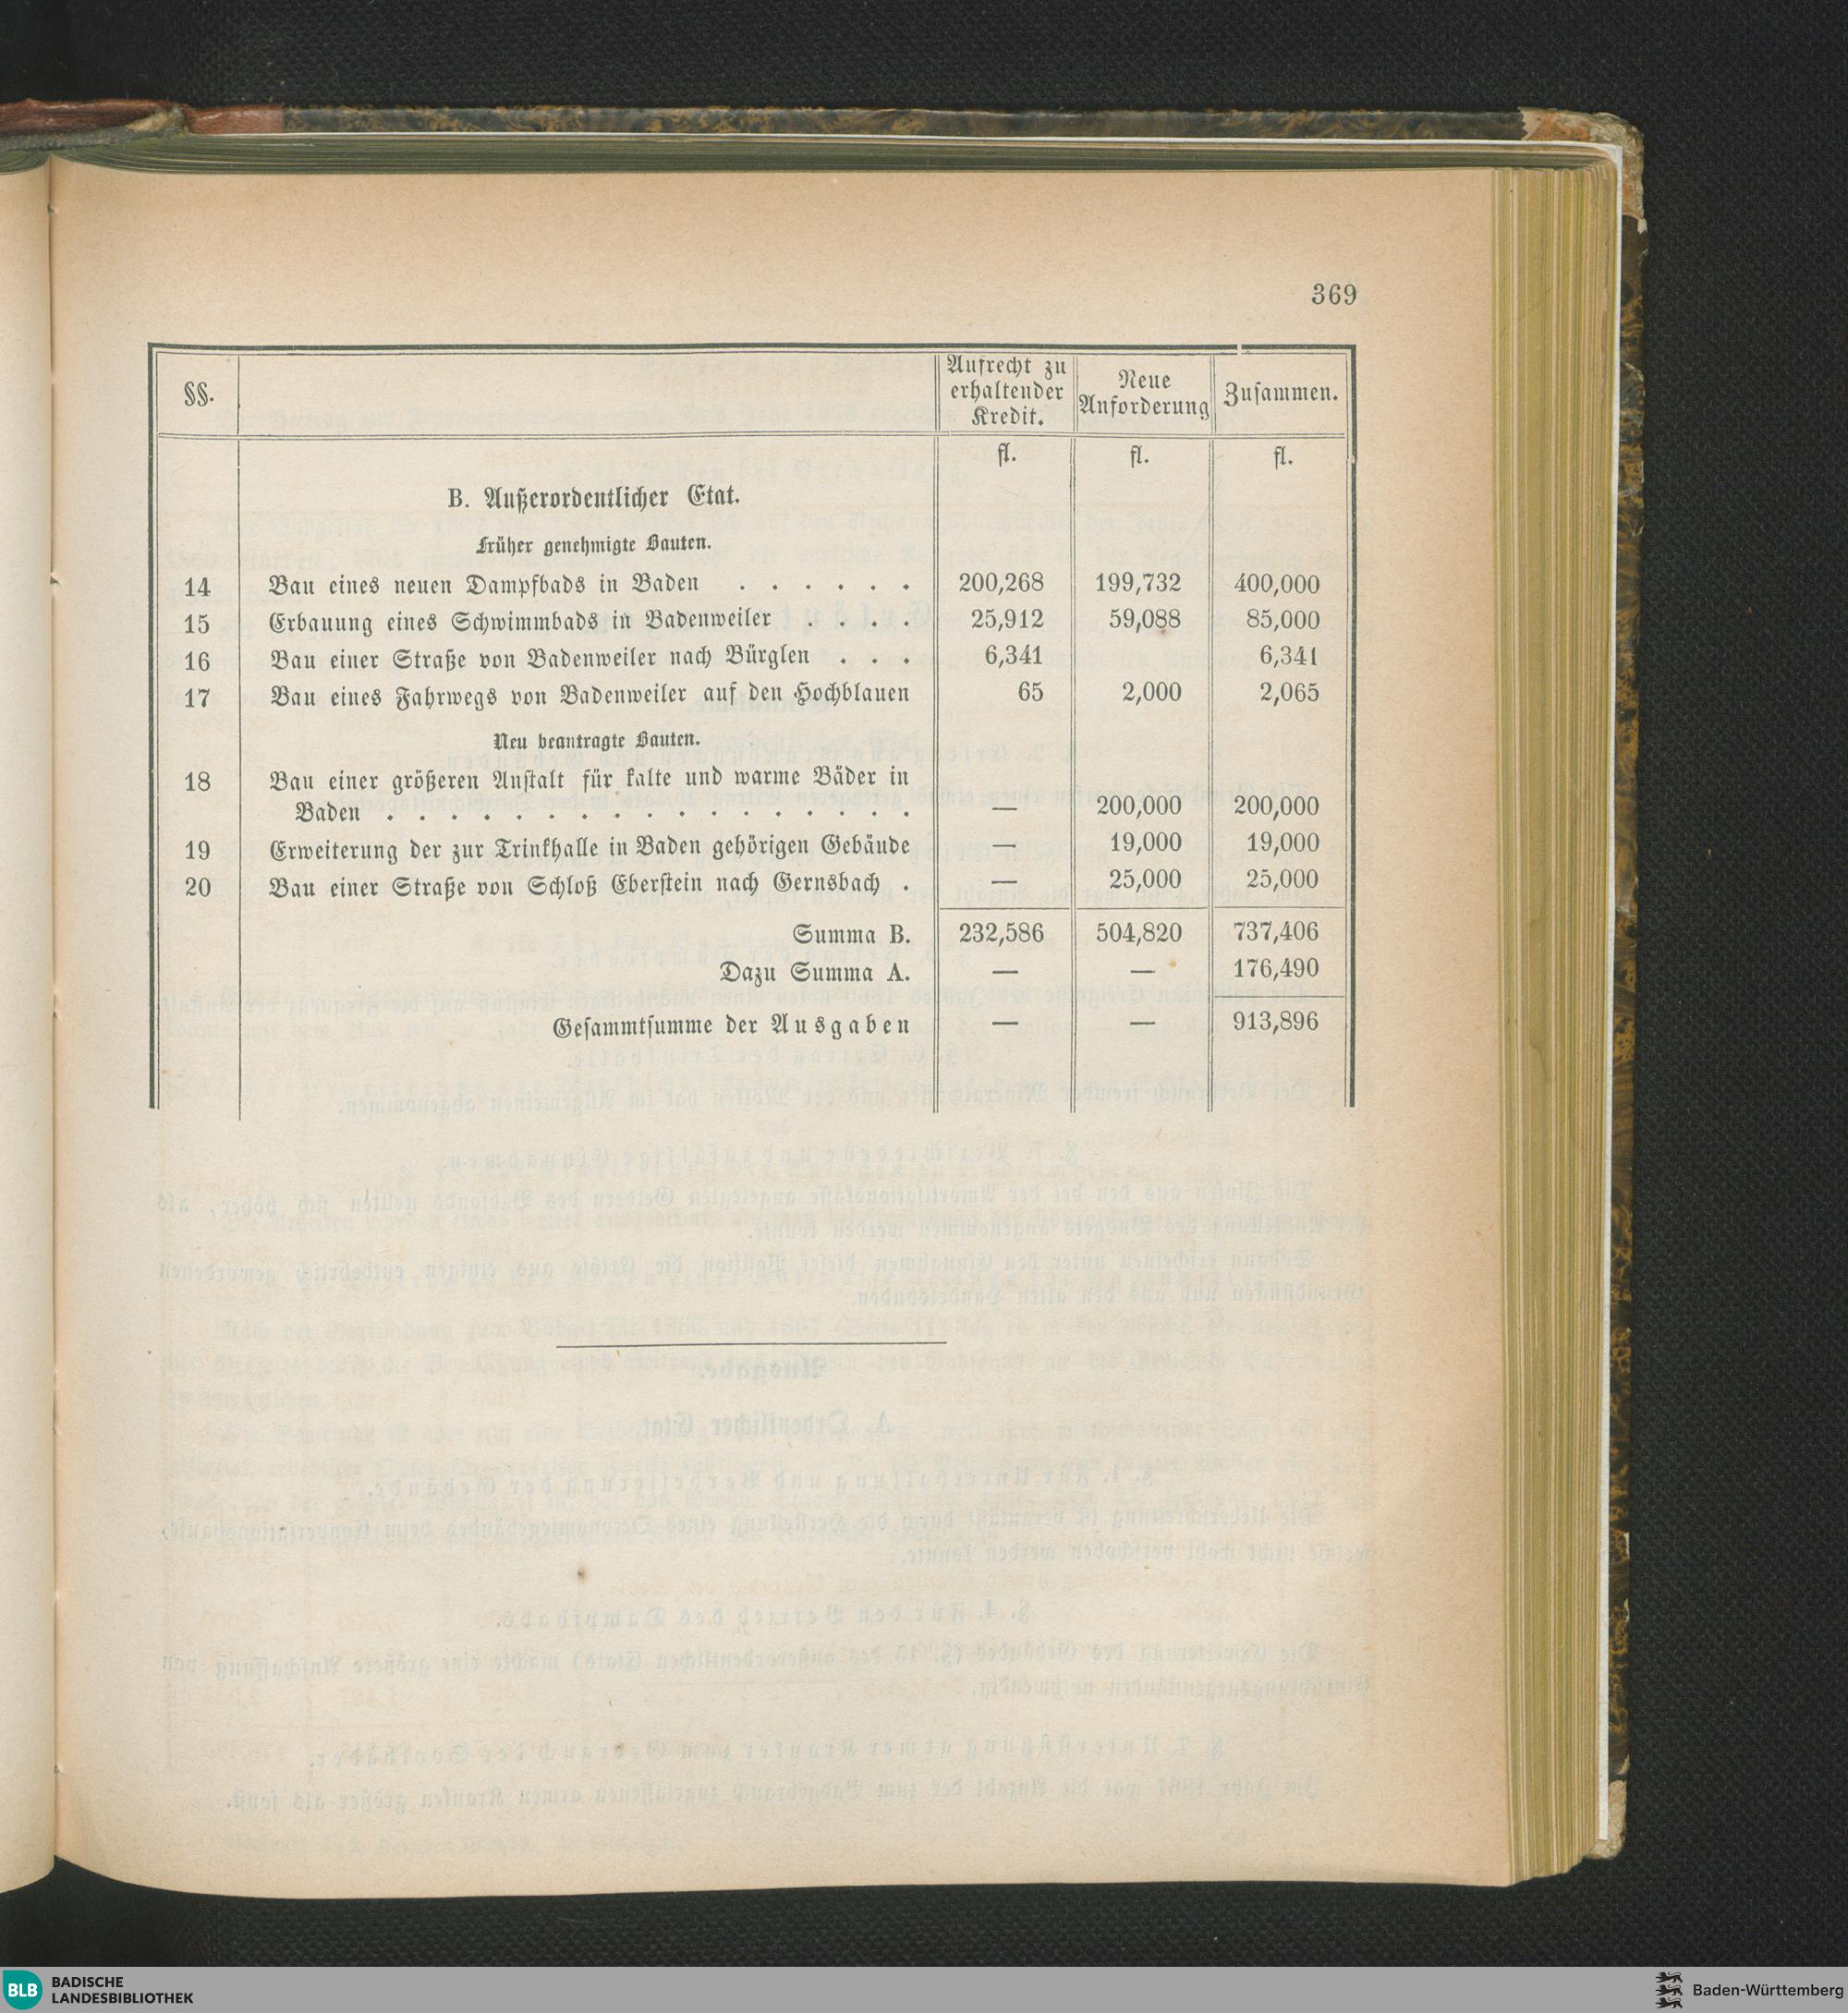 369
§§. Aufrecht zu erhaltender Kredit. Neue Anforderung Zusammen.
fl. fl. fl.
B. Außerordentlicher Etat.
Früher genehmigte Bauten.
14 Bau eines neuen Dampfbads in Baden . . . . . . 200,268 199,732 400,000
15 Erbauung eines Schwimmbads in Badenweiler . . . . 25,912 59,088 85,000
16 Bau einer Straße von Badenweiler nach Bürglen . . . 6,341 6,341
17 Bau eines Fahrwegs von Badenweiler auf den Hochblauen 65 2,000 2,065
Neu beantragte Bauten.
18 Bau einer größeren Anstalt für kalte und warme Bäder in
Baden . . . . . . . . . . . . . . . . . — 200,000 200,000
19 Erweiterung der zur Trinkhalle in Baden gehörigen Gebäude — 19,000 19,000
20 Bau einer Straße von Schloß Eberstein nach Gernsbach . — 25,000 25,000
Summa B. 232,586 504,820 737,406
Dazu Summa A. — — 176,490
Gesammtsumme der Ausgaben — — 913,896
BLB BADISCHE
LANDESBIBLIOTHEK
Baden-Württemberg